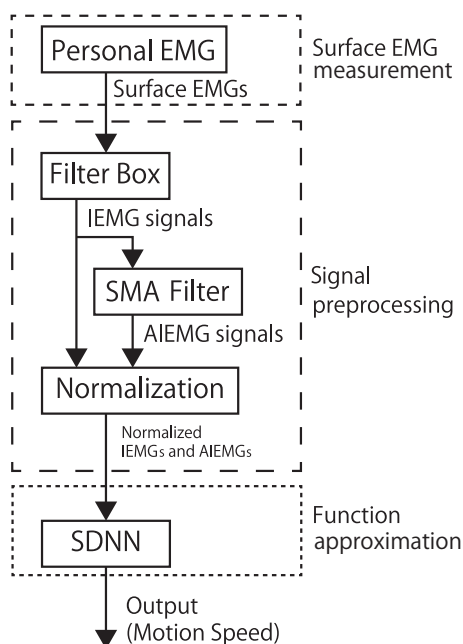 Personal EMG
Surface EMG
measurement
Surface EMGs
Filter Box
IEMG signals
SMA Filter
Signal
preprocessing
AIEMG signals
Normalization
Normalized
IEMGs and AIEMGs
SDNN
Function
approximation
Output
(Motion Speed)